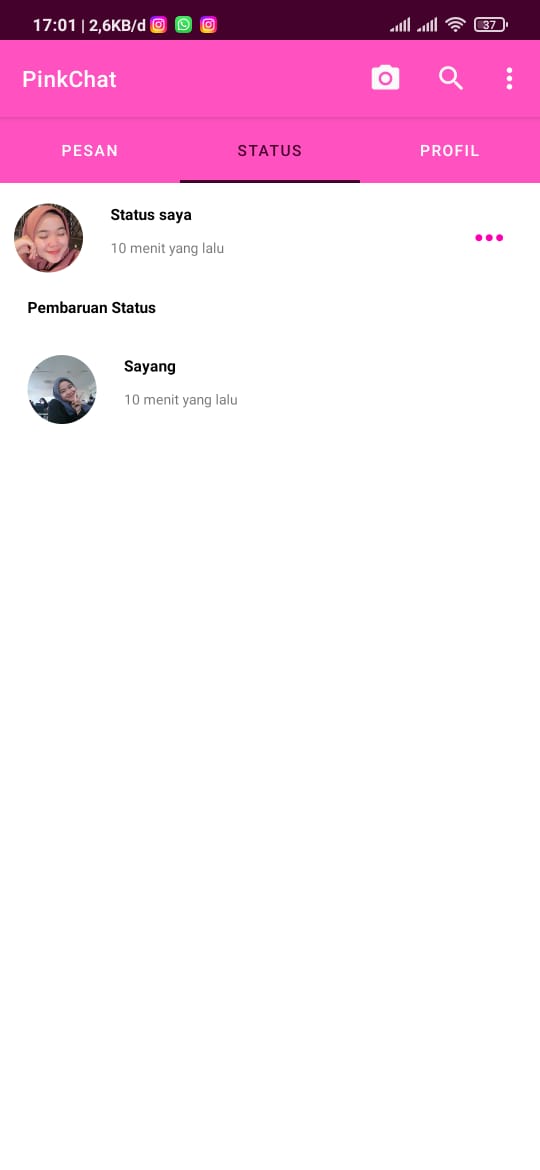 17:01 | 2,6KB/d
37
PinkChat
PESAN
STATUS
PROFIL
Status saya
10 menit yang lalu
Pembaruan Status
Sayang
10 menit yang lalu